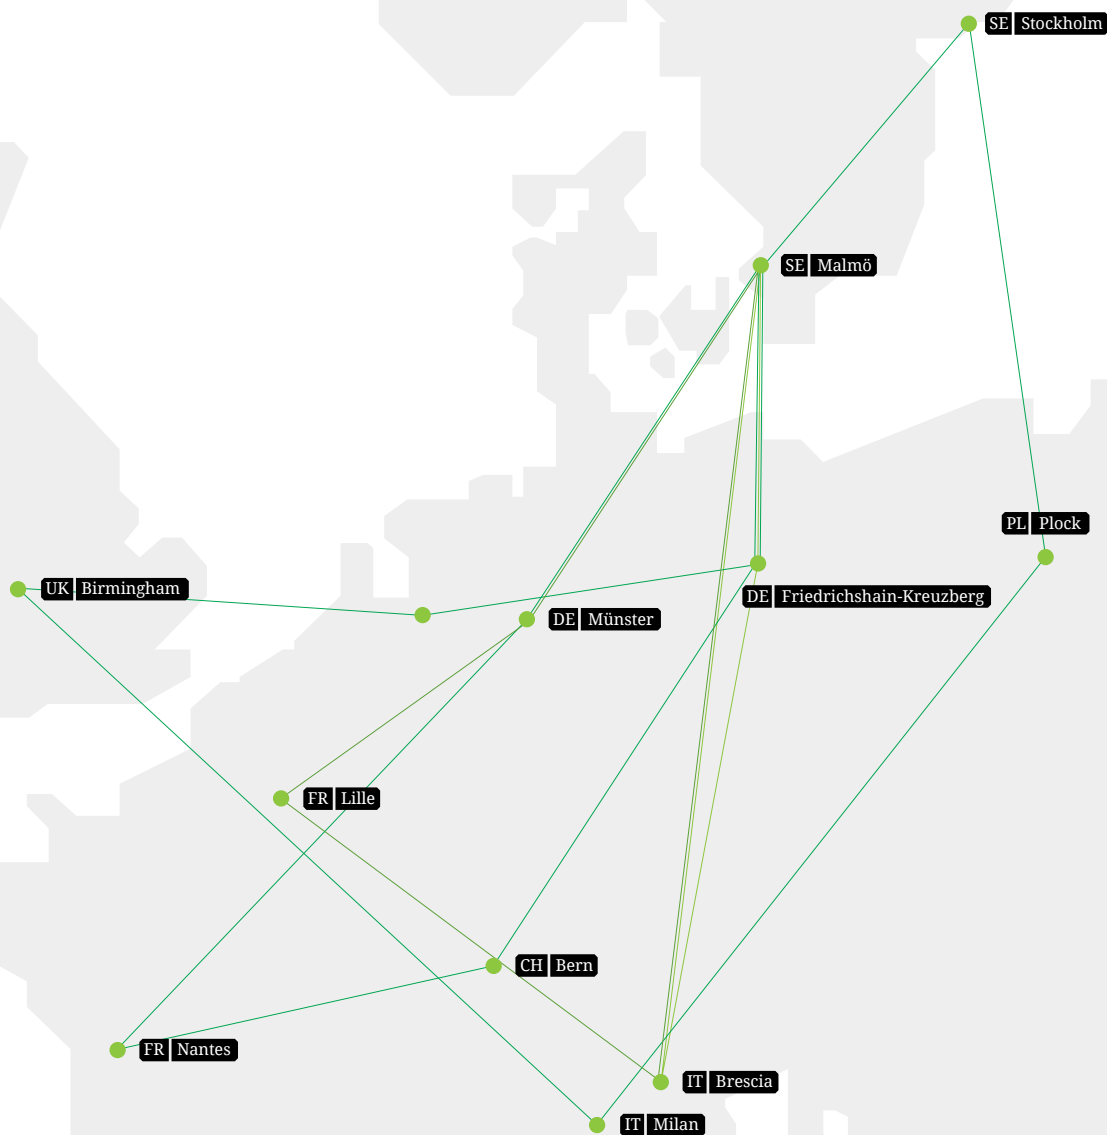 SE Stockholm
SE Malmö
PL Plock
UK Birmingham
DE Friedrichshain-Kreuzberg
DE Münster
FR Lille
CH Bern
FR Nantes
IT Brescia
IT Milan